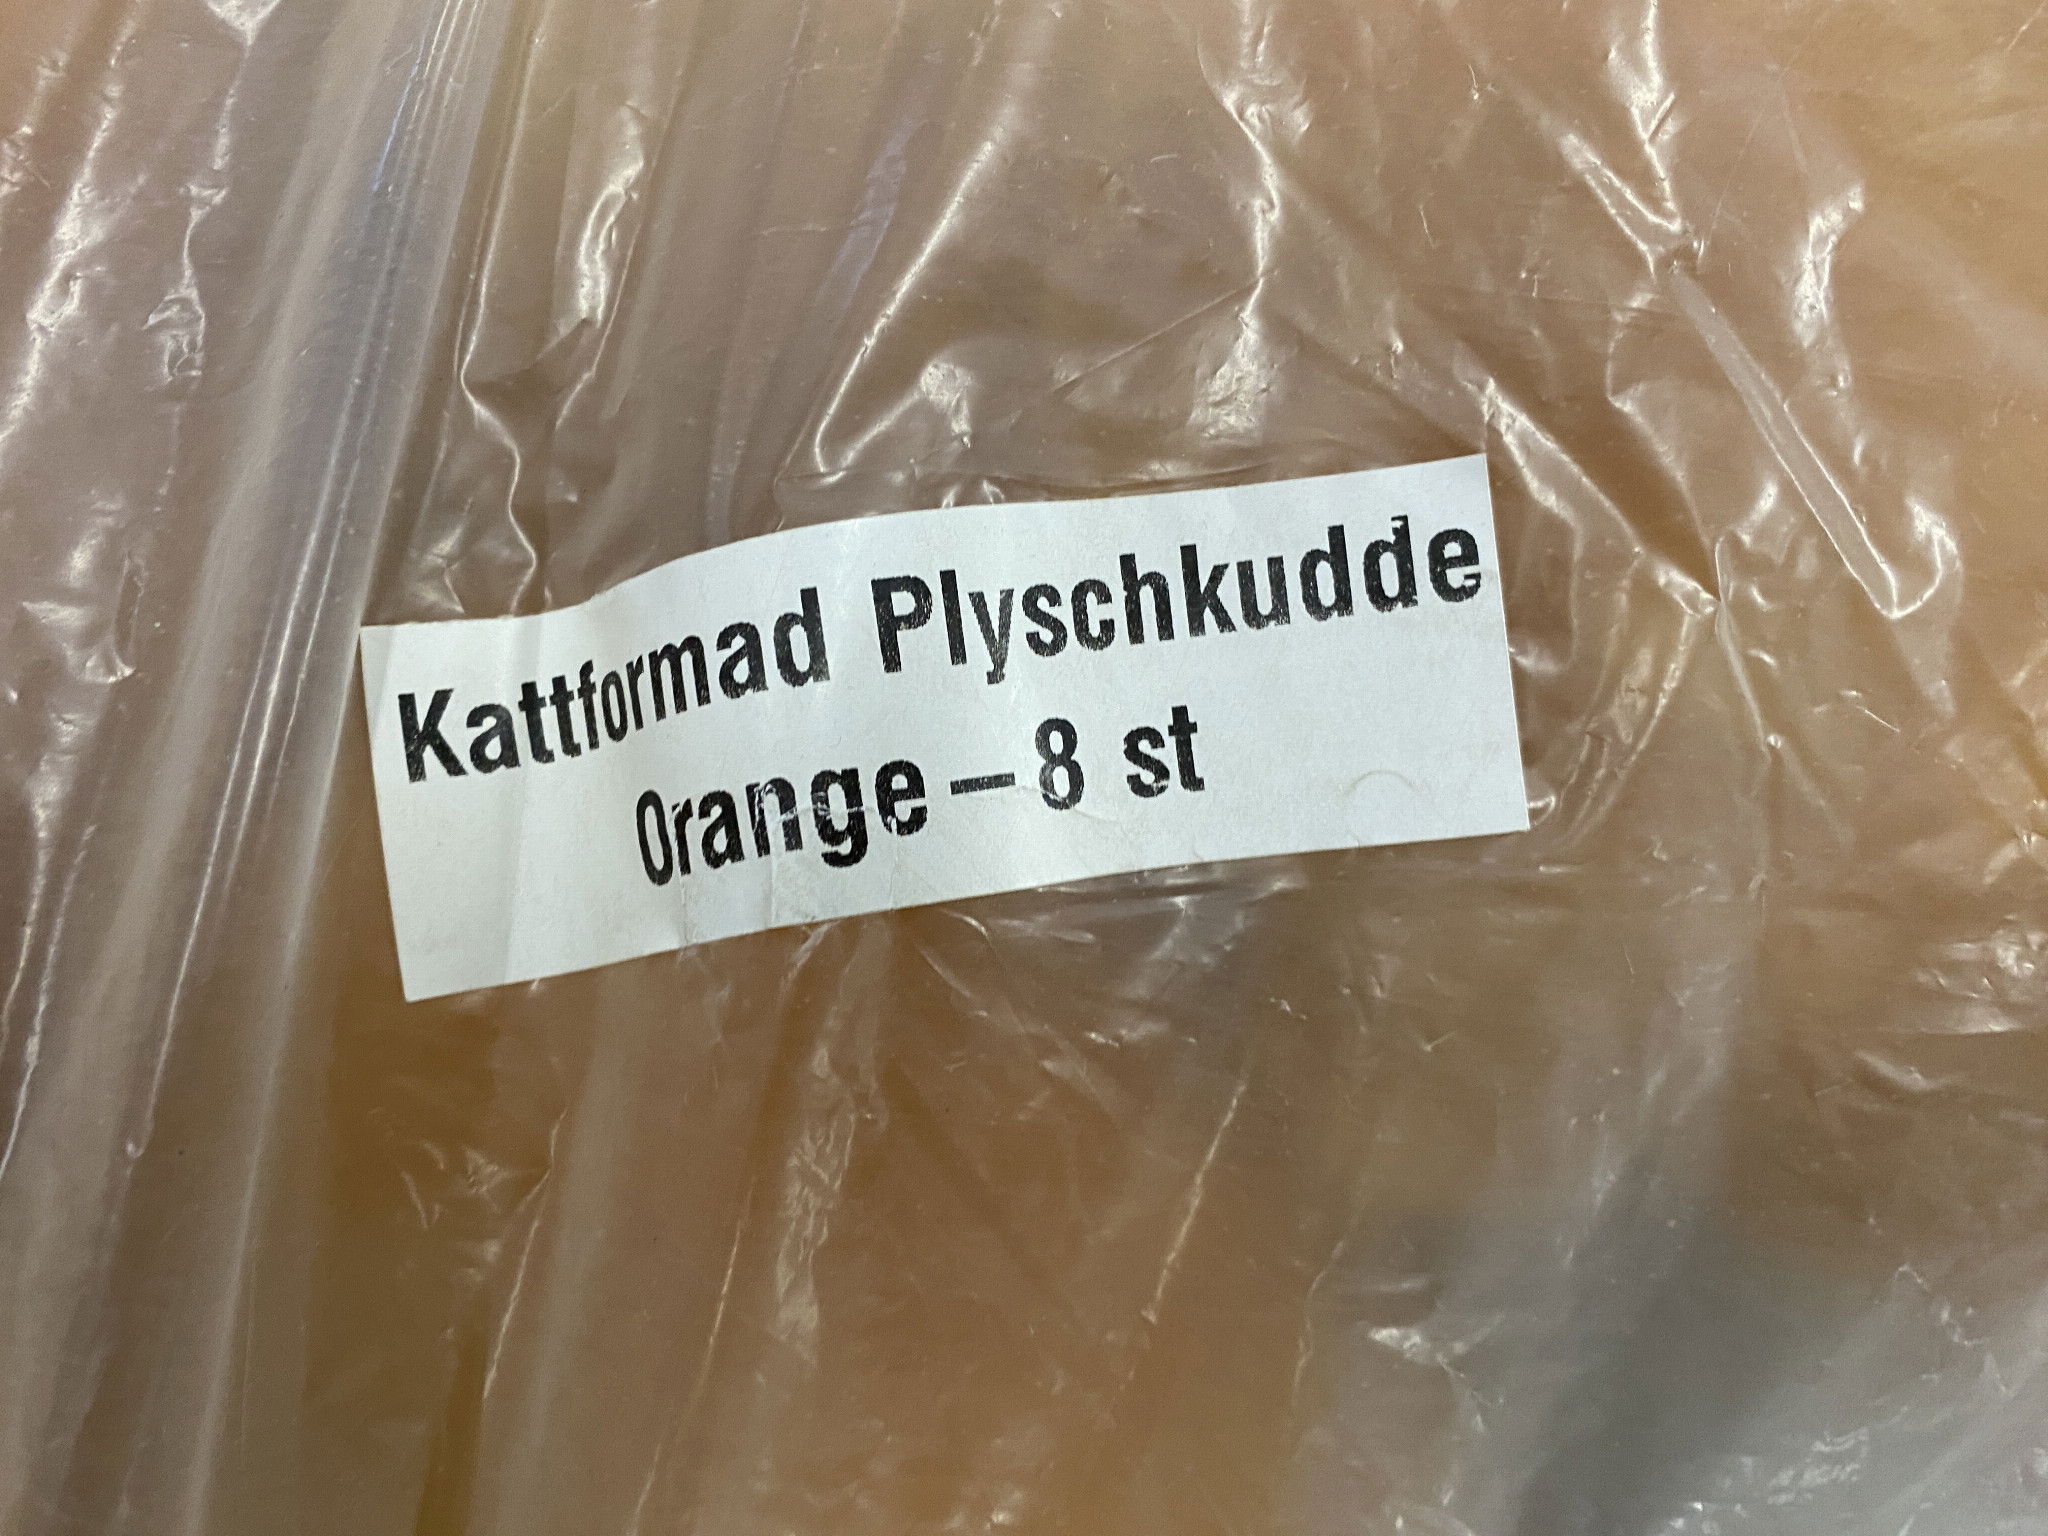 Kattformad Plyschkudde
Orange – 8 st